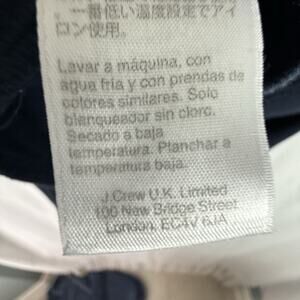 。一番低い温度設定でアイ
ロン使用。
Lavar a máquina, con
agua fría y con prendas de
colores similares. Solo
blanqueador sin cloro.
Secado a baja
temperatura. Planchar a
temperatura baja.
J.Crew U.K. Limited
100 New Bridge Street
London, EC4V 6JA